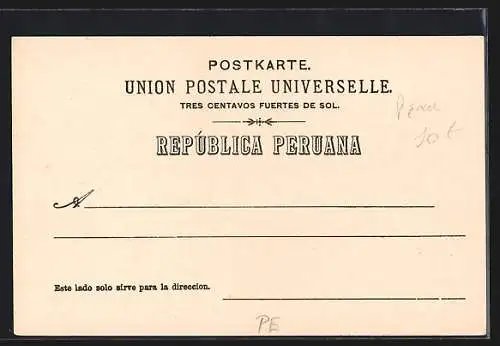 POSTKARTE.
UNION POSTALE UNIVERSELLE.
TRES CENTAVOS FUERTES DE SOL.
REPÚBLICA PERUANA
A
Este lado solo sirve para la direccion.
PE